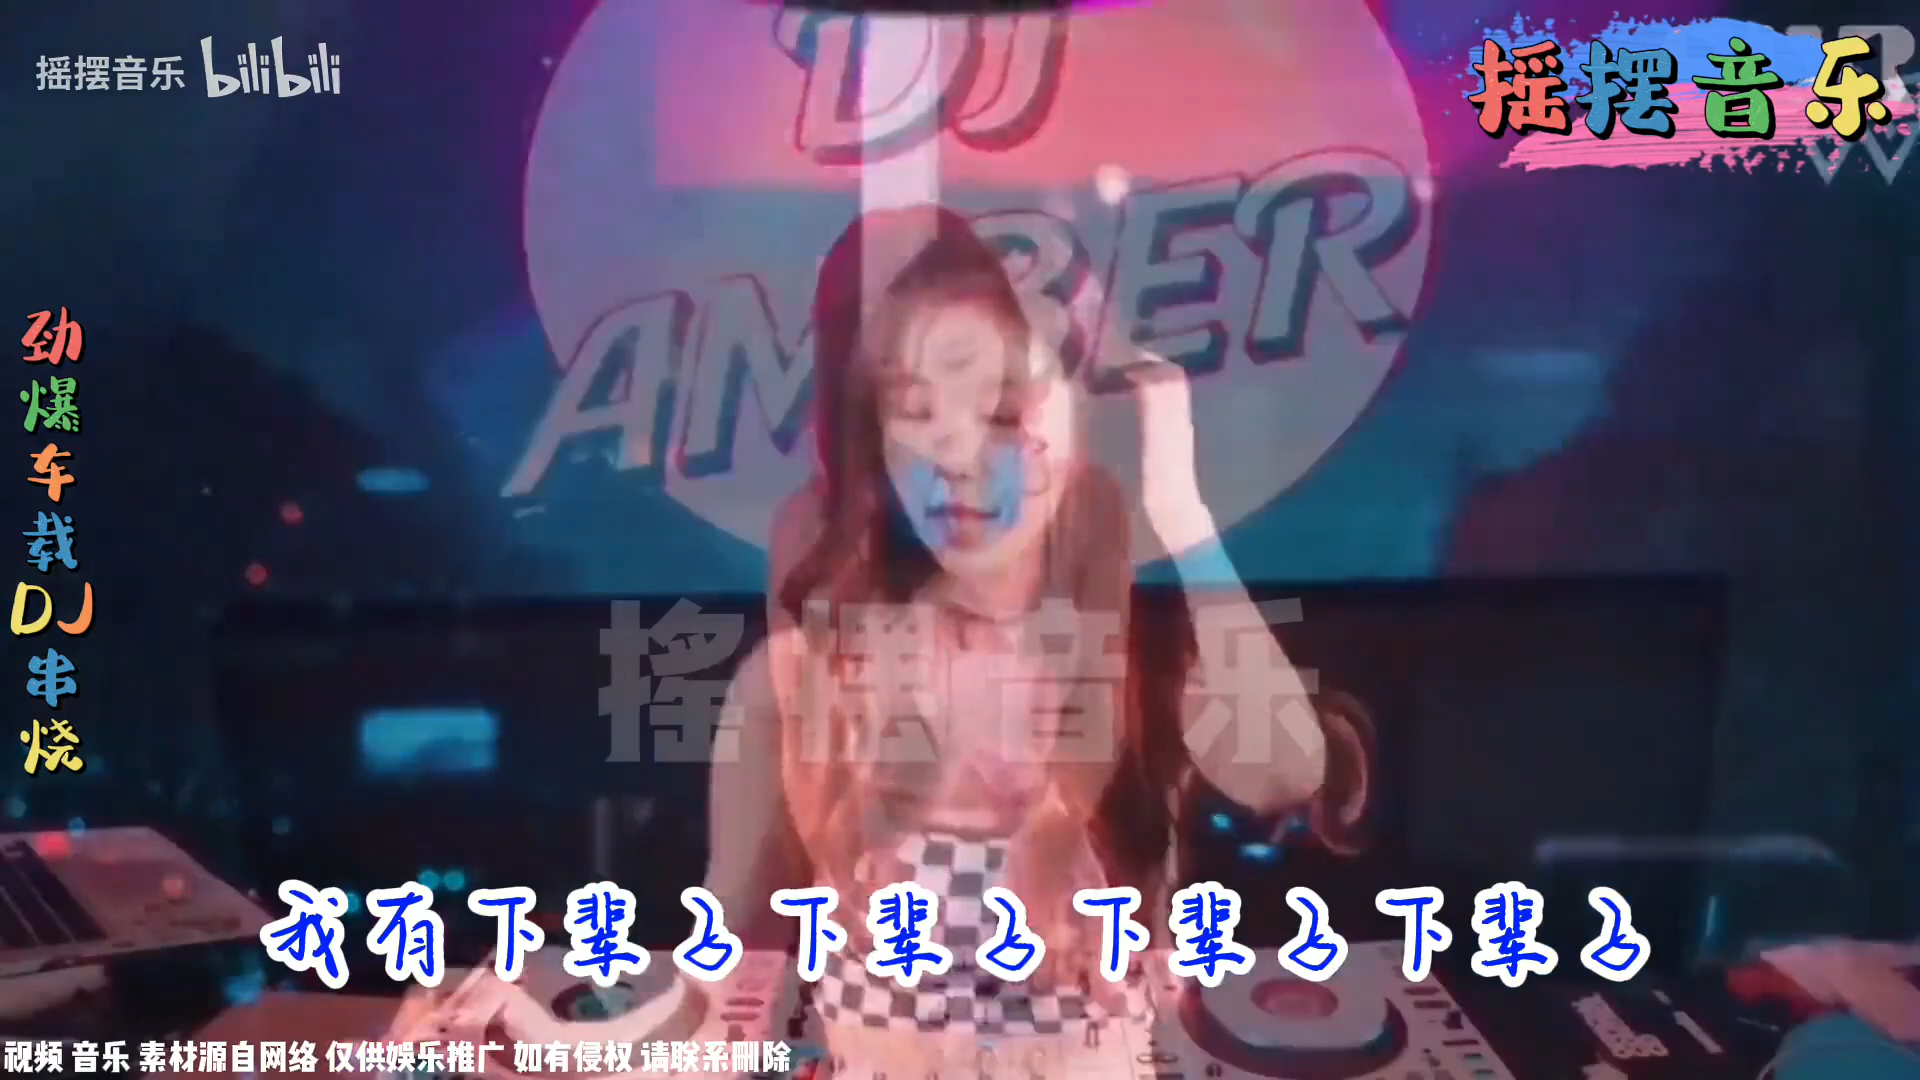 摇摆音乐 bilibili
摇摆音乐
DJ
AMBER
劲爆车载DJ串烧
摇摆音乐
我有下辈子下辈子下辈子下辈子
视频 音乐 素材源自网络 仅供娱乐推广 如有侵权 请联系删除